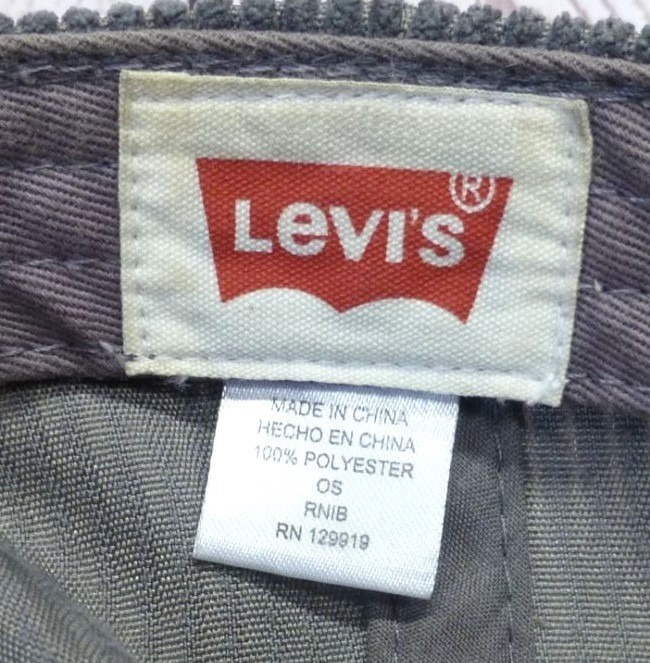 LEVI'S®
MADE IN CHINA
HECHO EN CHINA
100% POLYESTER
OS
RNIB
RN 129919